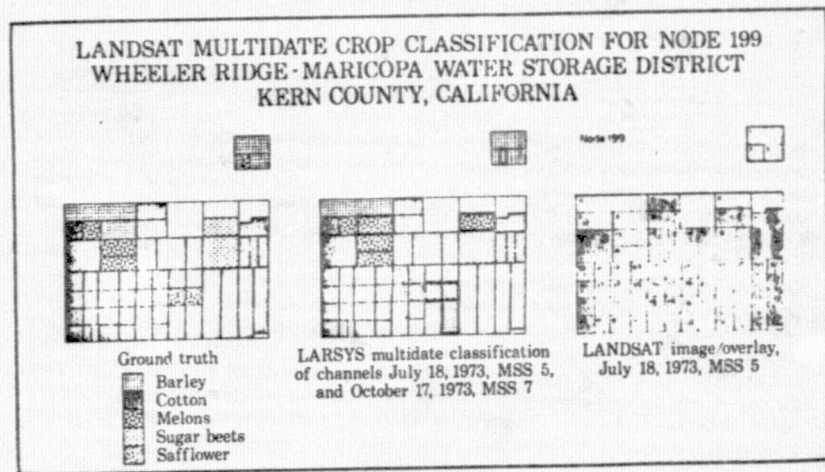 LANDSAT MULTIDATE CROP CLASSIFICATION FOR NODE 199
WHEELER RIDGE-MARICOPA WATER STORAGE DISTRICT
KERN COUNTY, CALIFORNIA
Node 199
Ground truth
Barley
Cotton
Melons
Sugar beets
Safflower
LARSYS multidate classification
of channels July 18, 1973, MSS 5,
and October 17, 1973, MSS 7
LANDSAT image/overlay,
July 18, 1973, MSS 5